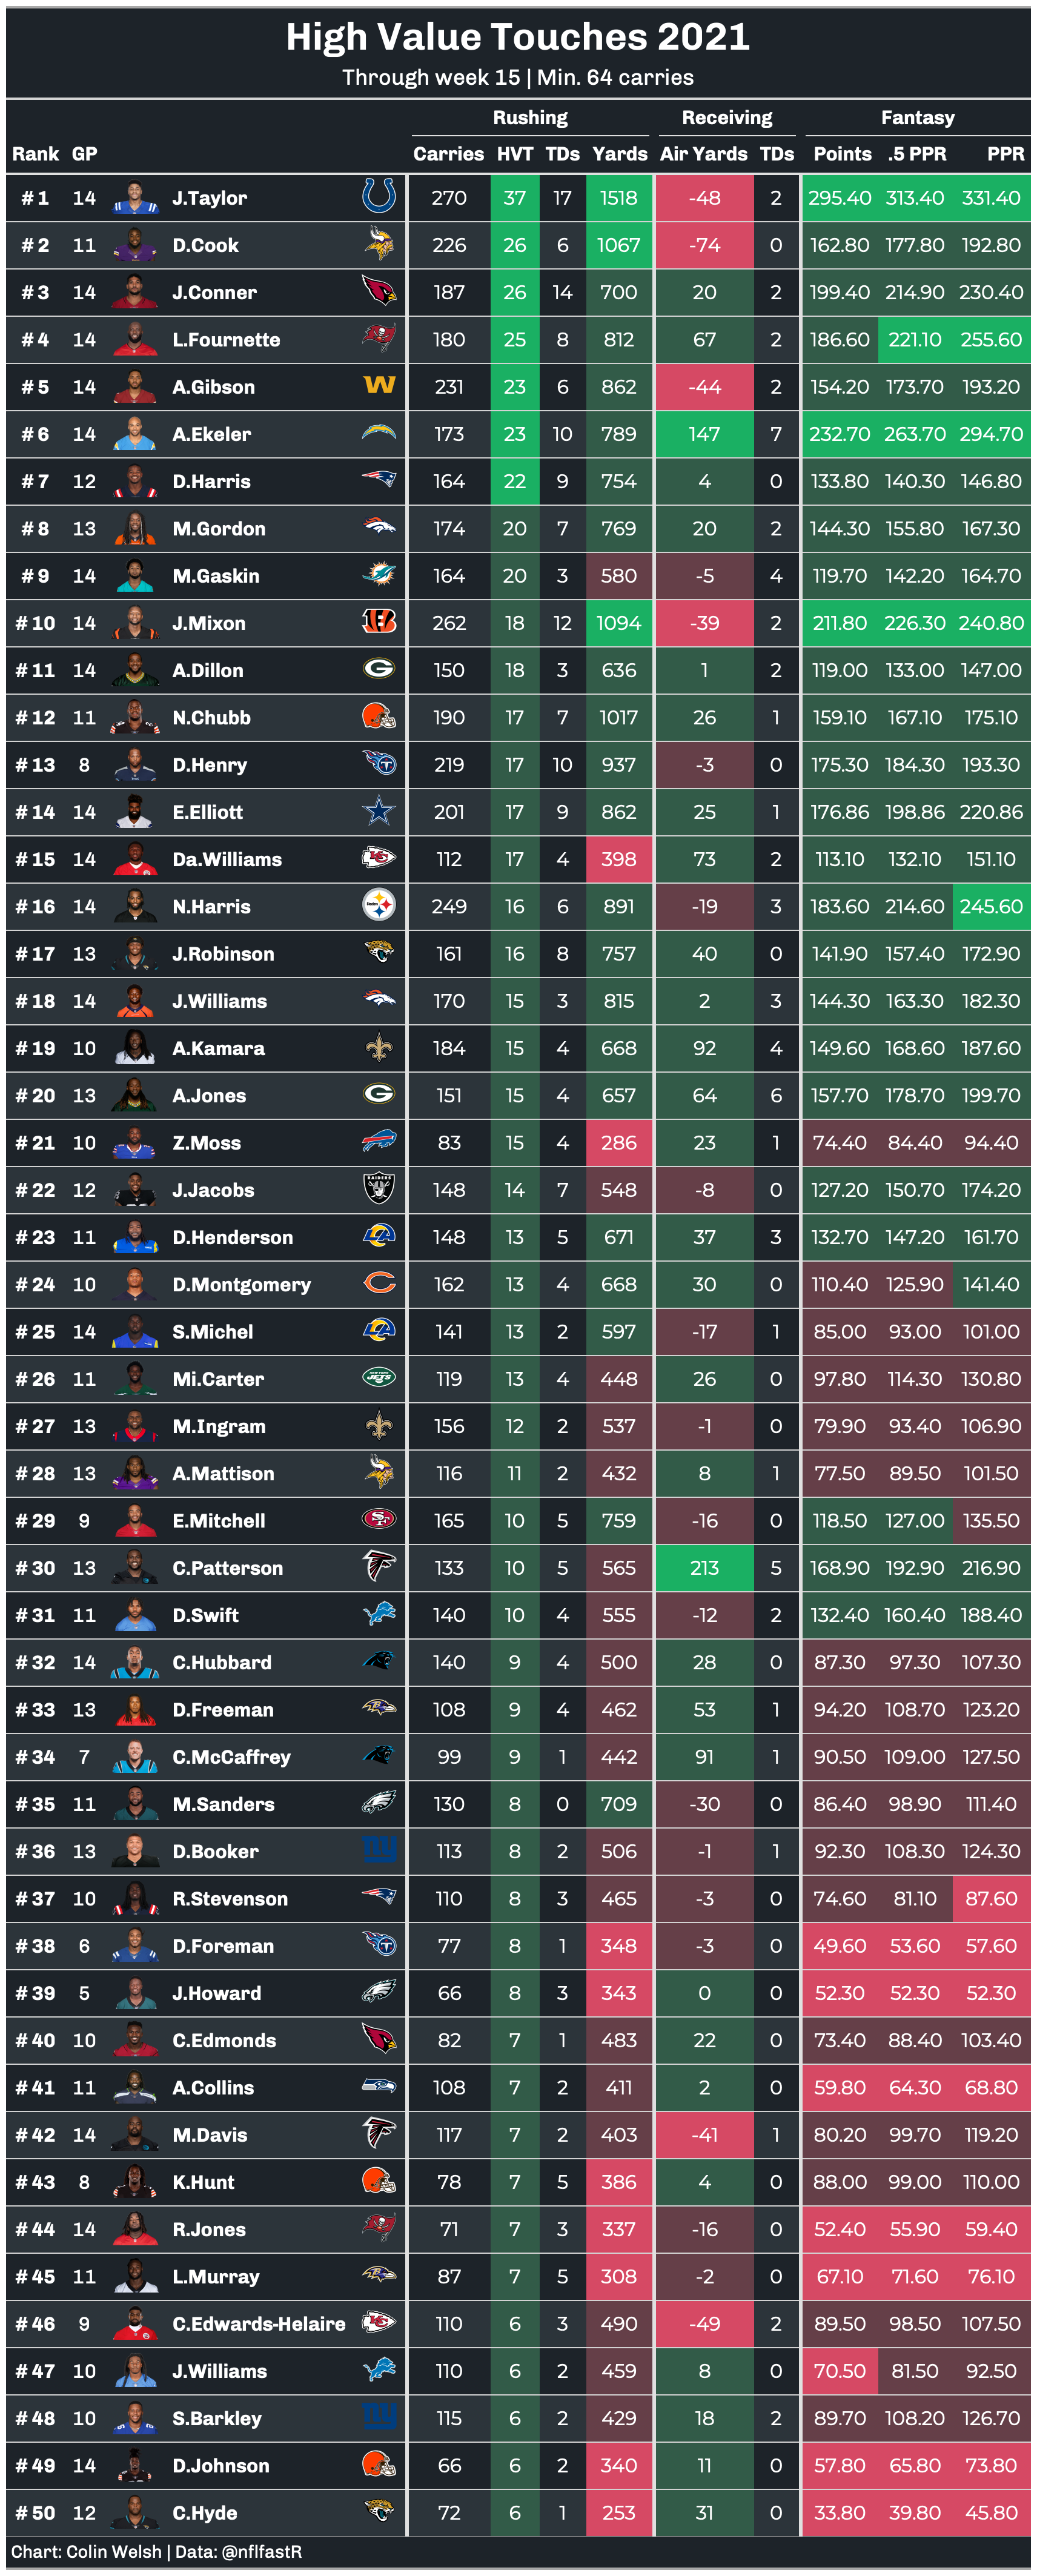 High Value Touches 2021
Through week 15 | Min. 64 carries
Rushing Receiving Fantasy
Rank GP Carries HVT TDs Yards Air Yards TDs Points .5 PPR PPR
# 1 14 J.Taylor 270 37 17 1518 -48 2 295.40 313.40 331.40
# 2 11 D.Cook 226 26 6 1067 -74 0 162.80 177.80 192.80
# 3 14 J.Conner 187 26 14 700 20 2 199.40 214.90 230.40
# 4 14 L.Fournette 180 25 8 812 67 2 186.60 221.10 255.60
# 5 14 A.Gibson W 231 23 6 862 -44 2 154.20 173.70 193.20
# 6 14 A.Ekeler 173 23 10 789 147 7 232.70 263.70 294.70
# 7 12 D.Harris 164 22 9 754 4 0 133.80 140.30 146.80
# 8 13 M.Gordon 174 20 7 769 20 2 144.30 155.80 167.30
# 9 14 M.Gaskin 164 20 3 580 -5 4 119.70 142.20 164.70
# 10 14 J.Mixon 262 18 12 1094 -39 2 211.80 226.30 240.80
# 11 14 A.Dillon G 150 18 3 636 1 2 119.00 133.00 147.00
# 12 11 N.Chubb 190 17 7 1017 26 1 159.10 167.10 175.10
# 13 8 D.Henry 219 17 10 937 -3 0 175.30 184.30 193.30
# 14 14 E.Elliott 201 17 9 862 25 1 176.86 198.86 220.86
# 15 14 Da.Williams KC 112 17 4 398 73 2 113.10 132.10 151.10
# 16 14 N.Harris Steelers 249 16 6 891 -19 3 183.60 214.60 245.60
# 17 13 J.Robinson 161 16 8 757 40 0 141.90 157.40 172.90
# 18 14 J.Williams 170 15 3 815 2 3 144.30 163.30 182.30
# 19 10 A.Kamara 184 15 4 668 92 4 149.60 168.60 187.60
# 20 13 A.Jones G 151 15 4 657 64 6 157.70 178.70 199.70
# 21 10 Z.Moss 83 15 4 286 23 1 74.40 84.40 94.40
# 22 12 J.Jacobs RAIDERS 148 14 7 548 -8 0 127.20 150.70 174.20
# 23 11 D.Henderson LA 148 13 5 671 37 3 132.70 147.20 161.70
# 24 10 D.Montgomery C 162 13 4 668 30 0 110.40 125.90 141.40
# 25 14 S.Michel LA 141 13 2 597 -17 1 85.00 93.00 101.00
# 26 11 Mi.Carter JETS 119 13 4 448 26 0 97.80 114.30 130.80
# 27 13 M.Ingram 156 12 2 537 -1 0 79.90 93.40 106.90
# 28 13 A.Mattison 116 11 2 432 8 1 77.50 89.50 101.50
# 29 9 E.Mitchell SF 165 10 5 759 -16 0 118.50 127.00 135.50
# 30 13 C.Patterson 133 10 5 565 213 5 168.90 192.90 216.90
# 31 11 D.Swift 140 10 4 555 -12 2 132.40 160.40 188.40
# 32 14 C.Hubbard 140 9 4 500 28 0 87.30 97.30 107.30
# 33 13 D.Freeman 108 9 4 462 53 1 94.20 108.70 123.20
# 34 7 C.McCaffrey 99 9 1 442 91 1 90.50 109.00 127.50
# 35 11 M.Sanders 130 8 0 709 -30 0 86.40 98.90 111.40
# 36 13 D.Booker ny 113 8 2 506 -1 1 92.30 108.30 124.30
# 37 10 R.Stevenson 110 8 3 465 -3 0 74.60 81.10 87.60
# 38 6 D.Foreman 77 8 1 348 -3 0 49.60 53.60 57.60
# 39 5 J.Howard 66 8 3 343 0 0 52.30 52.30 52.30
# 40 10 C.Edmonds 82 7 1 483 22 0 73.40 88.40 103.40
# 41 11 A.Collins 108 7 2 411 2 0 59.80 64.30 68.80
# 42 14 M.Davis 117 7 2 403 -41 1 80.20 99.70 119.20
# 43 8 K.Hunt 78 7 5 386 4 0 88.00 99.00 110.00
# 44 14 R.Jones 71 7 3 337 -16 0 52.40 55.90 59.40
# 45 11 L.Murray 87 7 5 308 -2 0 67.10 71.60 76.10
# 46 9 C.Edwards-Helaire KC 110 6 3 490 -49 2 89.50 98.50 107.50
# 47 10 J.Williams 110 6 2 459 8 0 70.50 81.50 92.50
# 48 10 S.Barkley ny 115 6 2 429 18 2 89.70 108.20 126.70
# 49 14 D.Johnson 66 6 2 340 11 0 57.80 65.80 73.80
# 50 12 C.Hyde 72 6 1 253 31 0 33.80 39.80 45.80
Chart: Colin Welsh | Data: @nflfastR